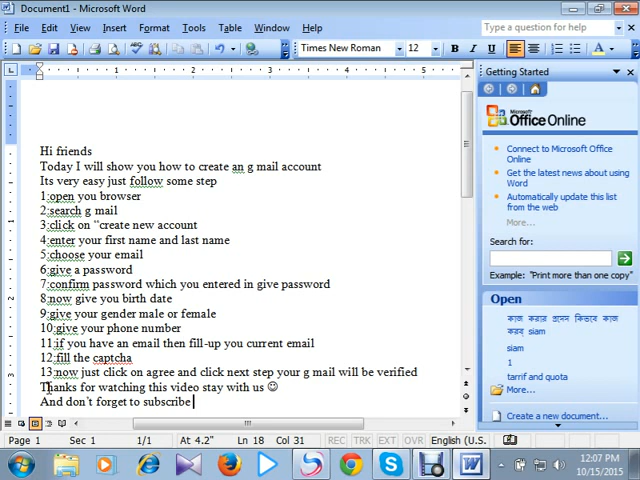 Document1 - Microsoft Word
File Edit View Insert Format Tools Table Window Help Type a question for help
Times New Roman 12 B I U A
1 2 3 4 5
Getting Started
Microsoft
Office Online
Connect to Microsoft Office
Online
Get the latest news about using
Word
Automatically update this list
from the web
More...
Search for:
Example: "Print more than one copy"
Open
siam
siam
1
tarrif and quota
More...
Create a new document...
Hi friends
Today I will show you how to create an g mail account
Its very easy just follow some step
1:open you browser
2:search g mail
3:click on "create new account
4:enter your first name and last name
5:choose your email
6:give a password
7:confirm password which you entered in give password
8:now give you birth date
9:give your gender male or female
10:give your phone number
11:if you have an email then fill-up you current email
12:fill the captcha
13:now just click on agree and click next step your g mail will be verified
Thanks for watching this video stay with us ☺
And don't forget to subscribe
Page 1 Sec 1 1/1 At 4.2" Ln 18 Col 31 REC TRK EXT OVR English (U.S.
12:07 PM
10/15/2015